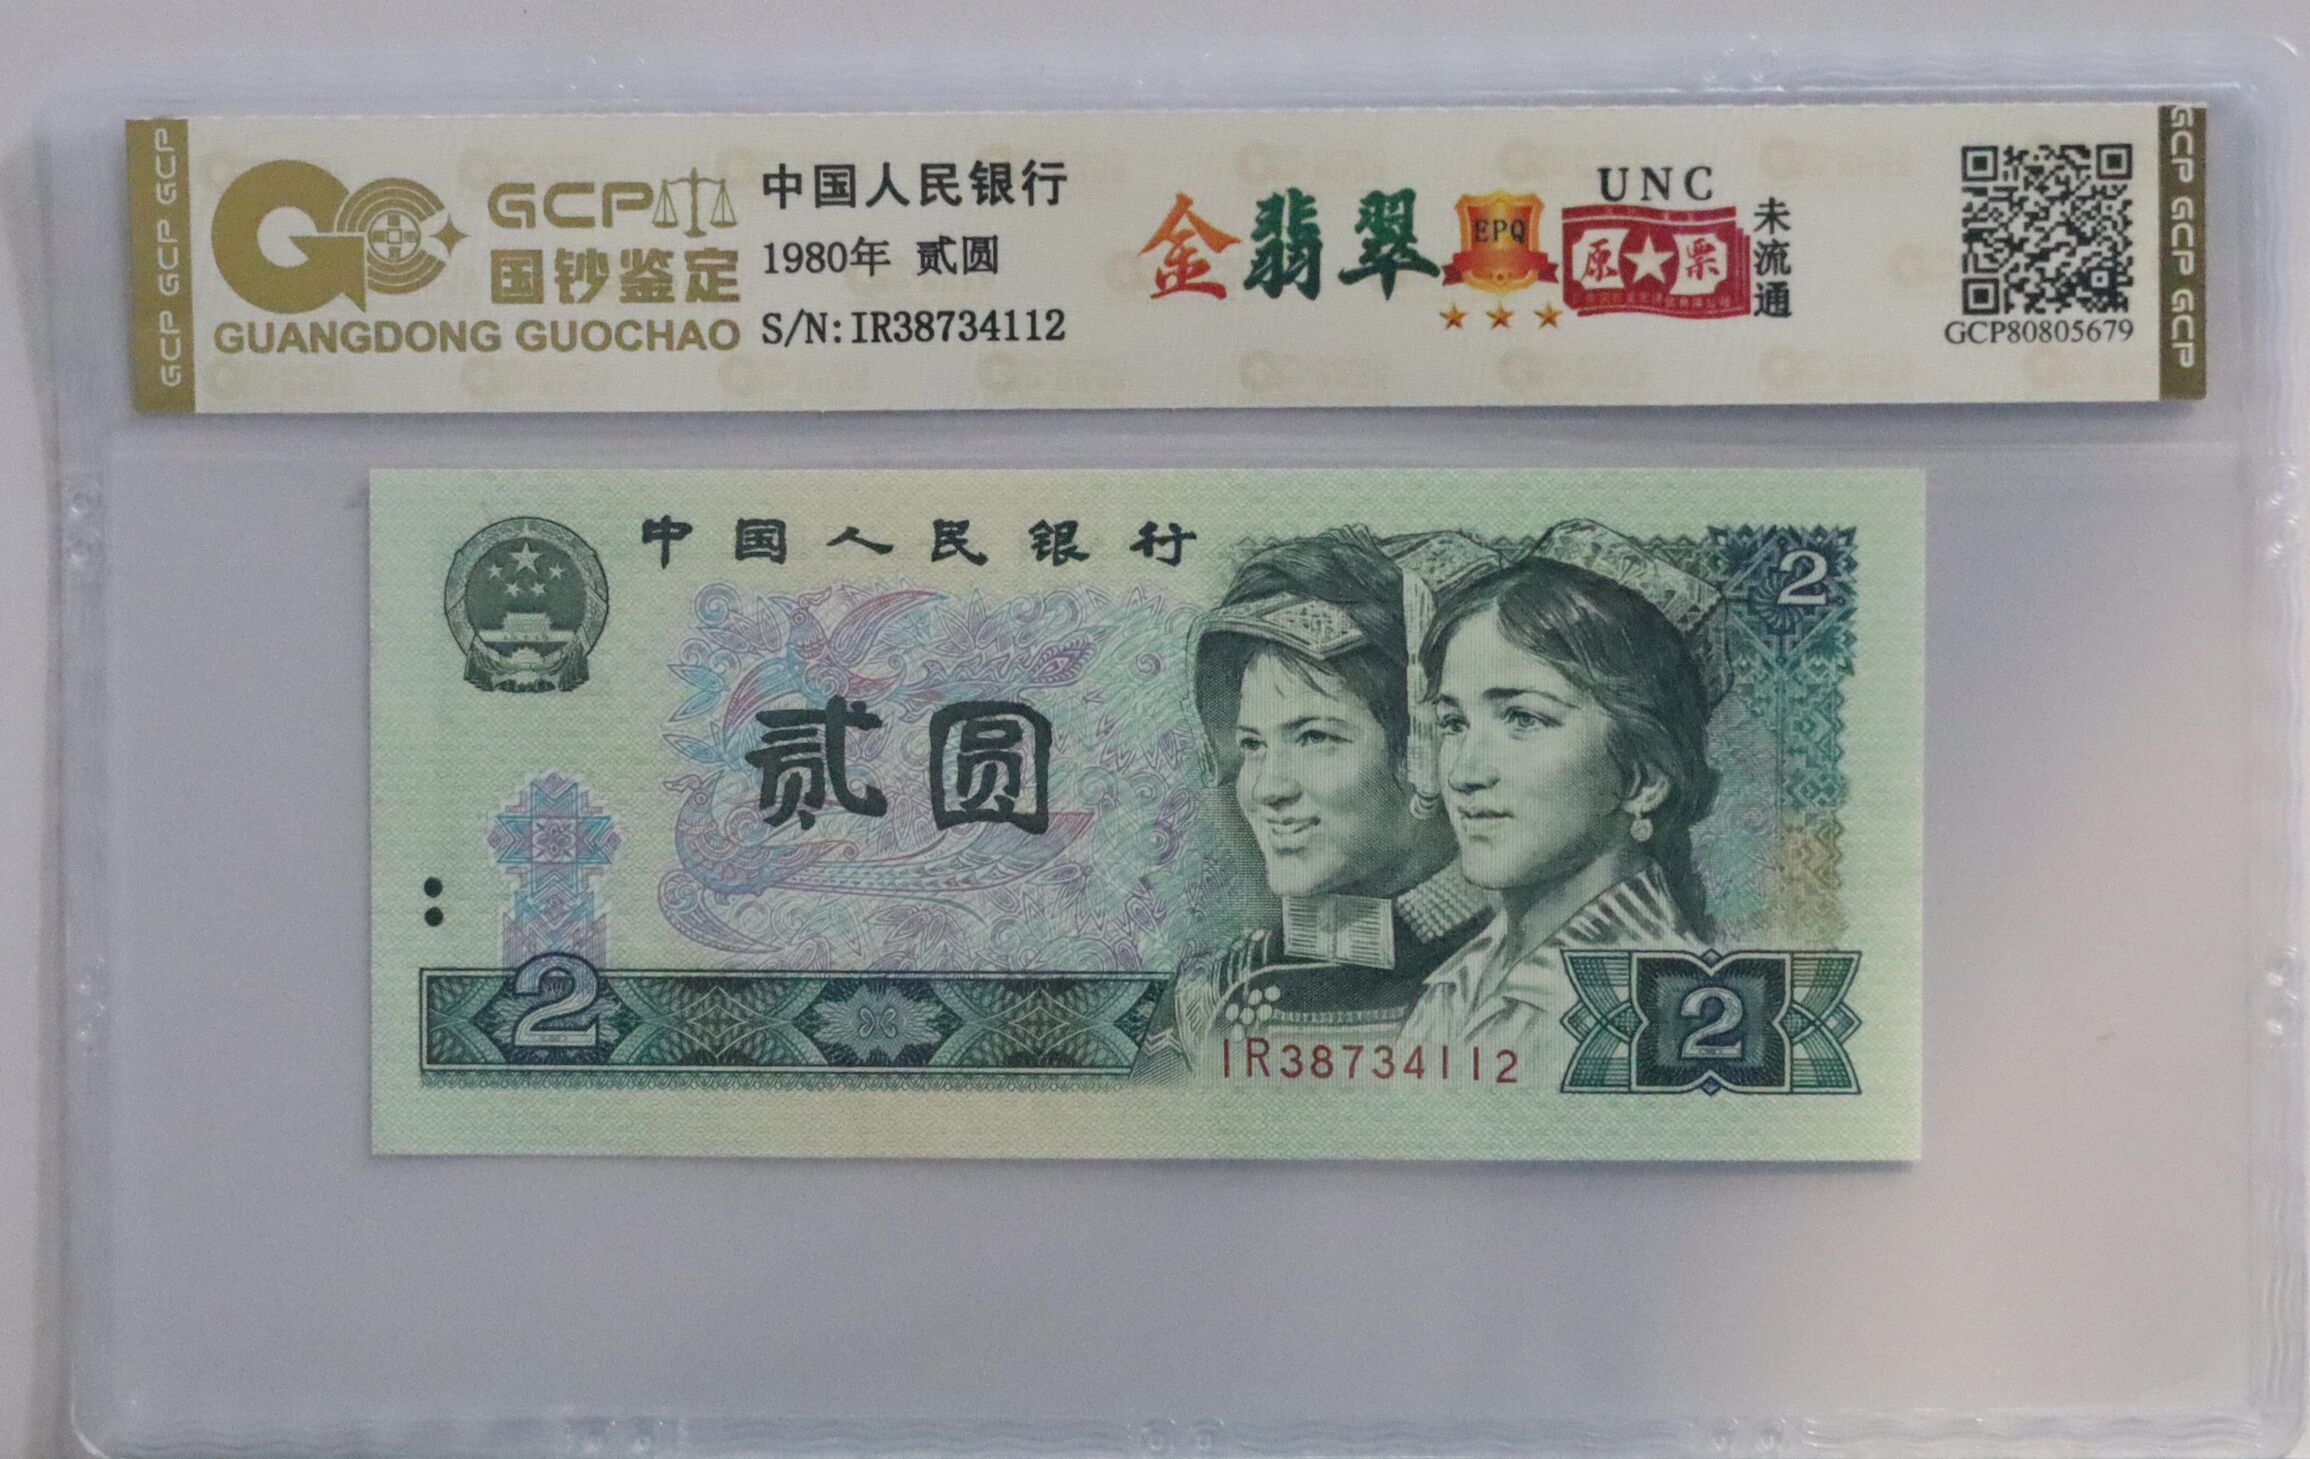 GCP GCP GCP
GCP
国钞鉴定
GUANGDONG GUOCHAO
中国人民银行
1980年 贰圆
S/N:IR38734112
金翡翠
EPQ
UNC
原票
未流通
GCP80805679
GCP GCP GCP
中国人民银行
2
贰圆
2
IR38734112
2